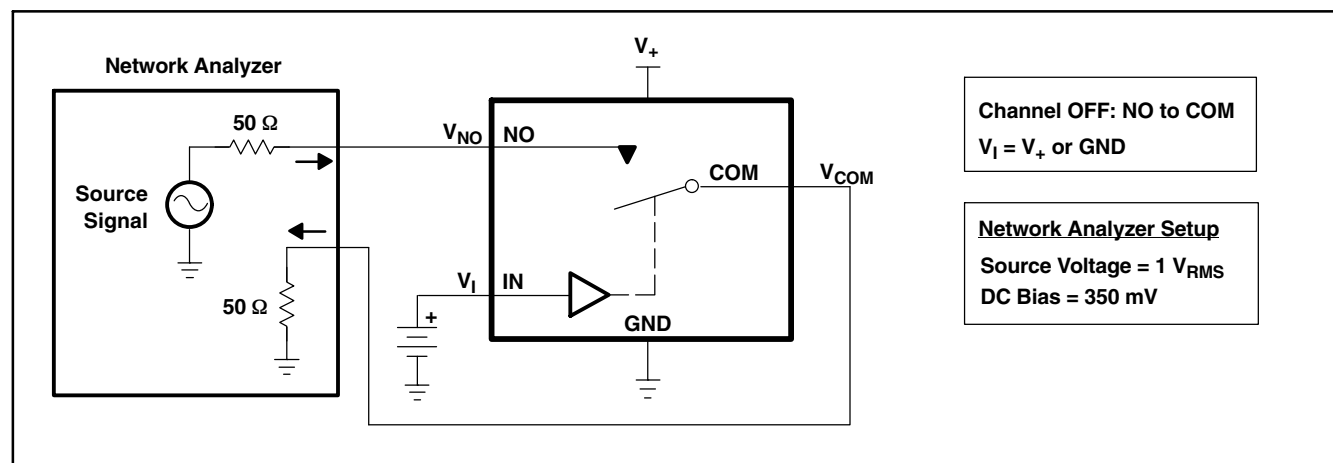 Network Analyzer
50 Ω
Source
Signal
50 Ω
V+
VNO
NO
COM
VCOM
VI
IN
+
GND
Channel OFF: NO to COM
VI = V+ or GND
Network Analyzer Setup
Source Voltage = 1 VRMS
DC Bias = 350 mV